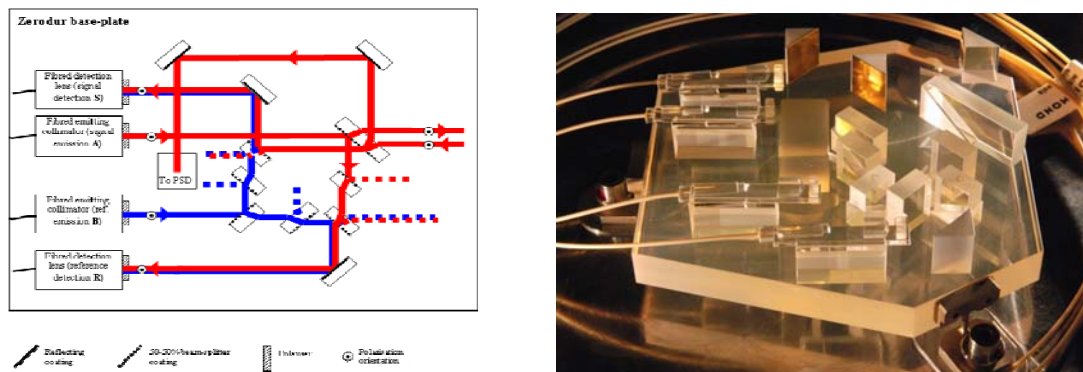 Zerodur base-plate
Fibred detection
lens (signal
detection S)
Fibred emitting
collimator (signal
emission A)
To PSD
Fibred emitting
collimator (ref.
emission B)
Fibred detection
lens (reference
detection R)
Reflecting
coating
50-50% beam-splitter
coating
Polarisation
orientation